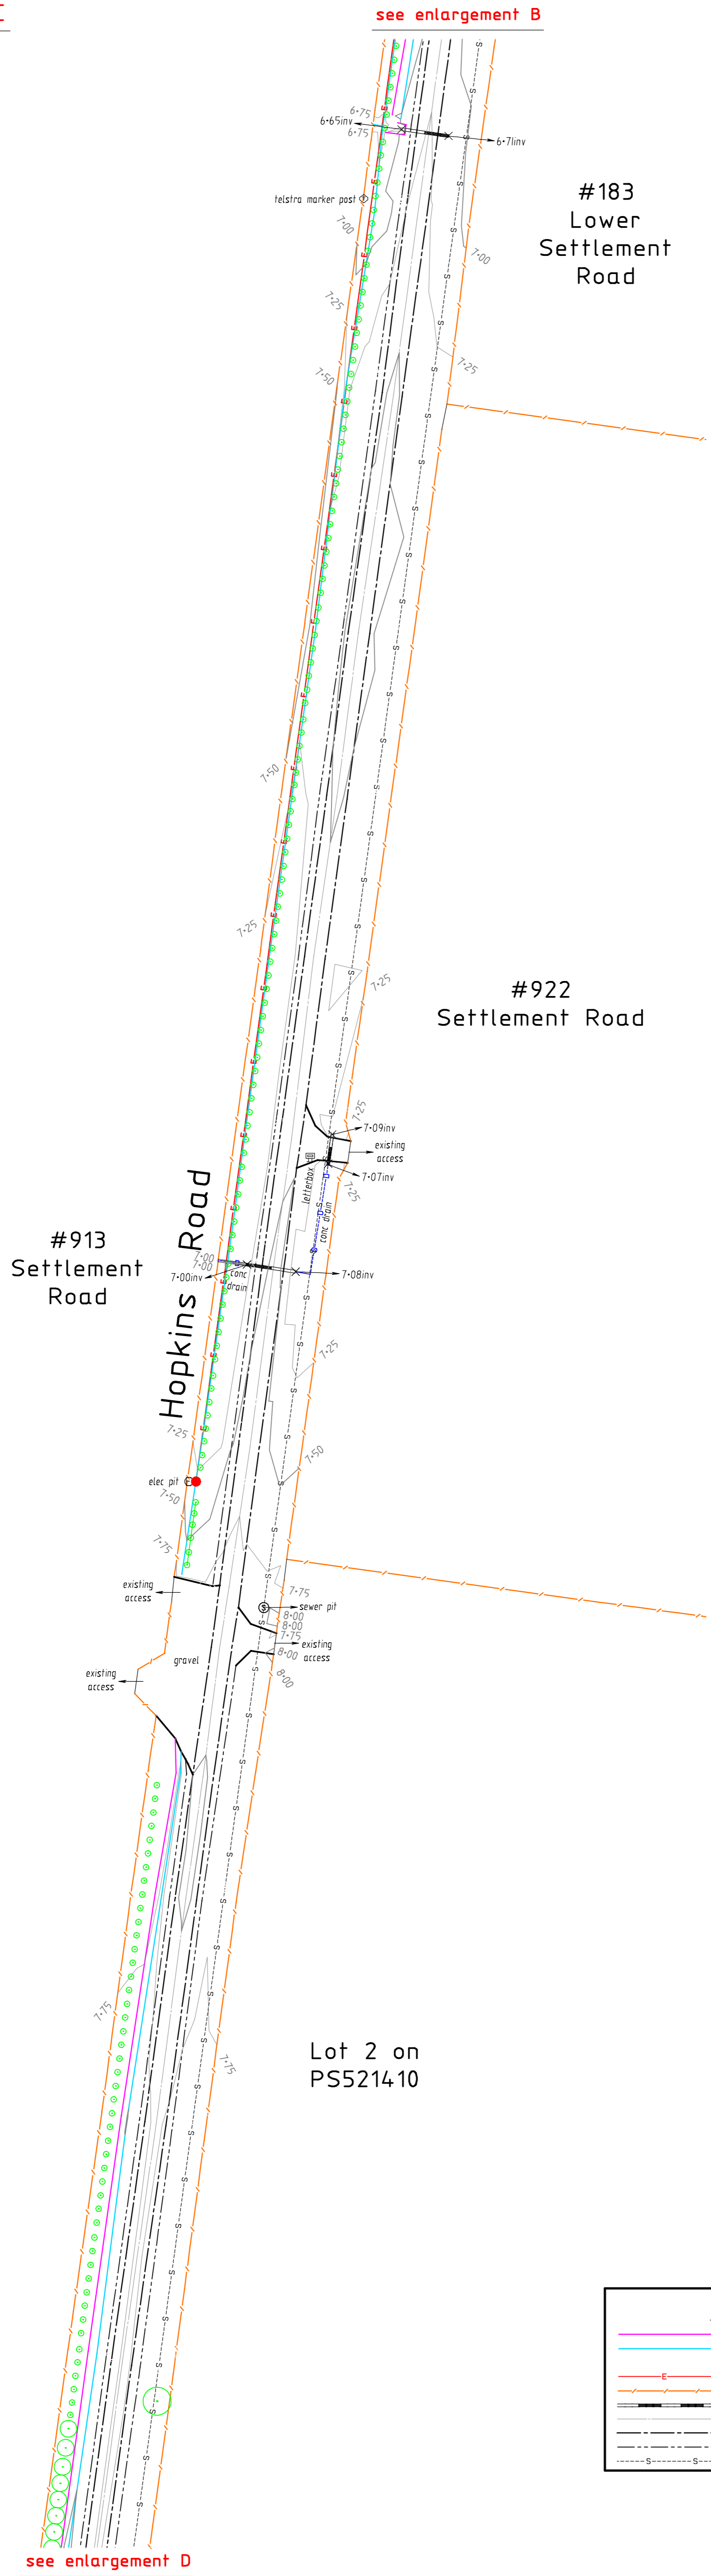 see enlargement B
6·75
6·65inv
6·75
6·71inv
#183
Lower
Settlement
Road
telstra marker post
7·00
7·00
7·25
7·25
7·50
7·50
7·25
7·25
#922
Settlement Road
7·25
7·09inv
existing
access
7·07inv
7·25
letterbox
conc drain
Hopkins Road
#913
Settlement
Road
7·00
7·00
7·00inv
conc
drain
7·08inv
7·25
7·25
7·50
elec pit
7·50
7·75
existing
access
7·75
sewer pit
8·00
8·00
7·75
existing
access
8·00
8·00
gravel
existing
access
7·75
7·75
Lot 2 on
PS521410
see enlargement D